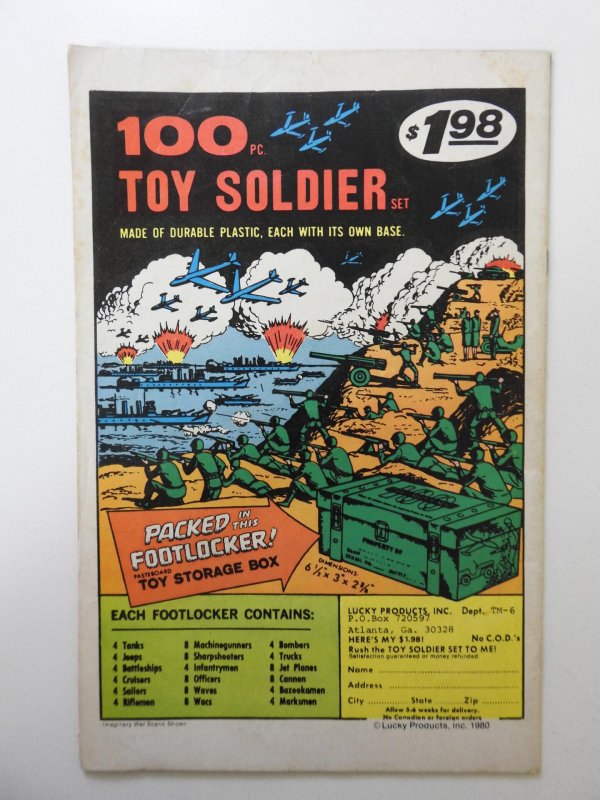 100 PC.
$1.98
TOY SOLDIER SET
MADE OF DURABLE PLASTIC, EACH WITH ITS OWN BASE.
PACKED IN THIS
FOOTLOCKER!
PASTEBOARD
TOY STORAGE BOX
PROPERTY OF
DIMENSIONS:
6 1/2" x 3" x 2 3/8"
EACH FOOTLOCKER CONTAINS:
4 Tanks
4 Jeeps
4 Battleships
4 Cruisers
4 Sailors
4 Riflemen
8 Machinegunners
8 Sharpshooters
4 Infantrymen
8 Officers
8 Waves
8 Wacs
4 Bombers
4 Trucks
8 Jet Planes
8 Cannon
4 Bazookamen
4 Marksmen
LUCKY PRODUCTS, INC. Dept. TM-6
P.O.Box 720597
Atlanta, Ga. 30328
HERE'S MY $1.98! No C.O.D.'s
Rush the TOY SOLDIER SET TO ME!
Satisfaction guaranteed or money refunded.
Name
Address
City State Zip
Allow 3-6 weeks for delivery.
No Canadian or foreign orders
Imaginary War Scene Shown
©Lucky Products, Inc. 1980